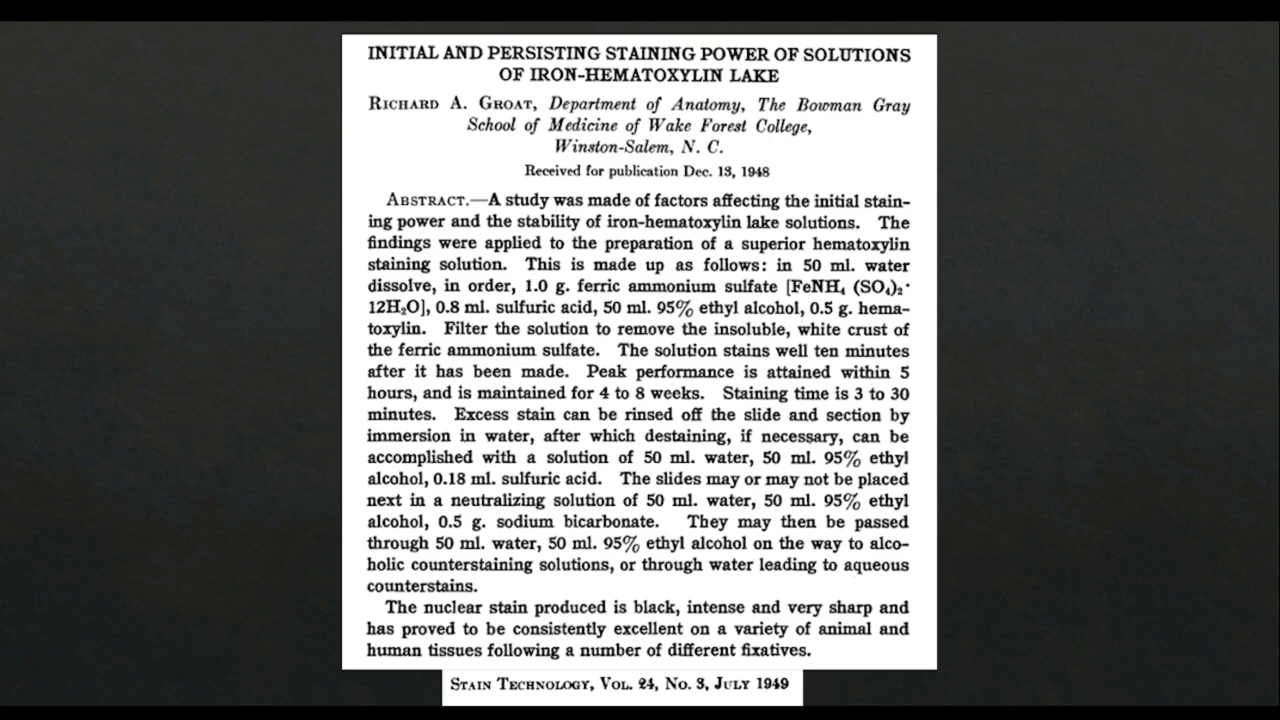 INITIAL AND PERSISTING STAINING POWER OF SOLUTIONS
OF IRON-HEMATOXYLIN LAKE
RICHARD A. GROAT, Department of Anatomy, The Bowman Gray
School of Medicine of Wake Forest College,
Winston-Salem, N. C.
Received for publication Dec. 13, 1948
ABSTRACT.—A study was made of factors affecting the initial stain-
ing power and the stability of iron-hematoxylin lake solutions. The
findings were applied to the preparation of a superior hematoxylin
staining solution. This is made up as follows: in 50 ml. water
dissolve, in order, 1.0 g. ferric ammonium sulfate [FeNH₄ (SO₄)₂·
12H₂O], 0.8 ml. sulfuric acid, 50 ml. 95% ethyl alcohol, 0.5 g. hema-
toxylin. Filter the solution to remove the insoluble, white crust of
the ferric ammonium sulfate. The solution stains well ten minutes
after it has been made. Peak performance is attained within 5
hours, and is maintained for 4 to 8 weeks. Staining time is 3 to 30
minutes. Excess stain can be rinsed off the slide and section by
immersion in water, after which destaining, if necessary, can be
accomplished with a solution of 50 ml. water, 50 ml. 95% ethyl
alcohol, 0.18 ml. sulfuric acid. The slides may or may not be placed
next in a neutralizing solution of 50 ml. water, 50 ml. 95% ethyl
alcohol, 0.5 g. sodium bicarbonate. They may then be passed
through 50 ml. water, 50 ml. 95% ethyl alcohol on the way to alco-
holic counterstaining solutions, or through water leading to aqueous
counterstains.
The nuclear stain produced is black, intense and very sharp and
has proved to be consistently excellent on a variety of animal and
human tissues following a number of different fixatives.
STAIN TECHNOLOGY, VOL. 24, NO. 3, JULY 1949